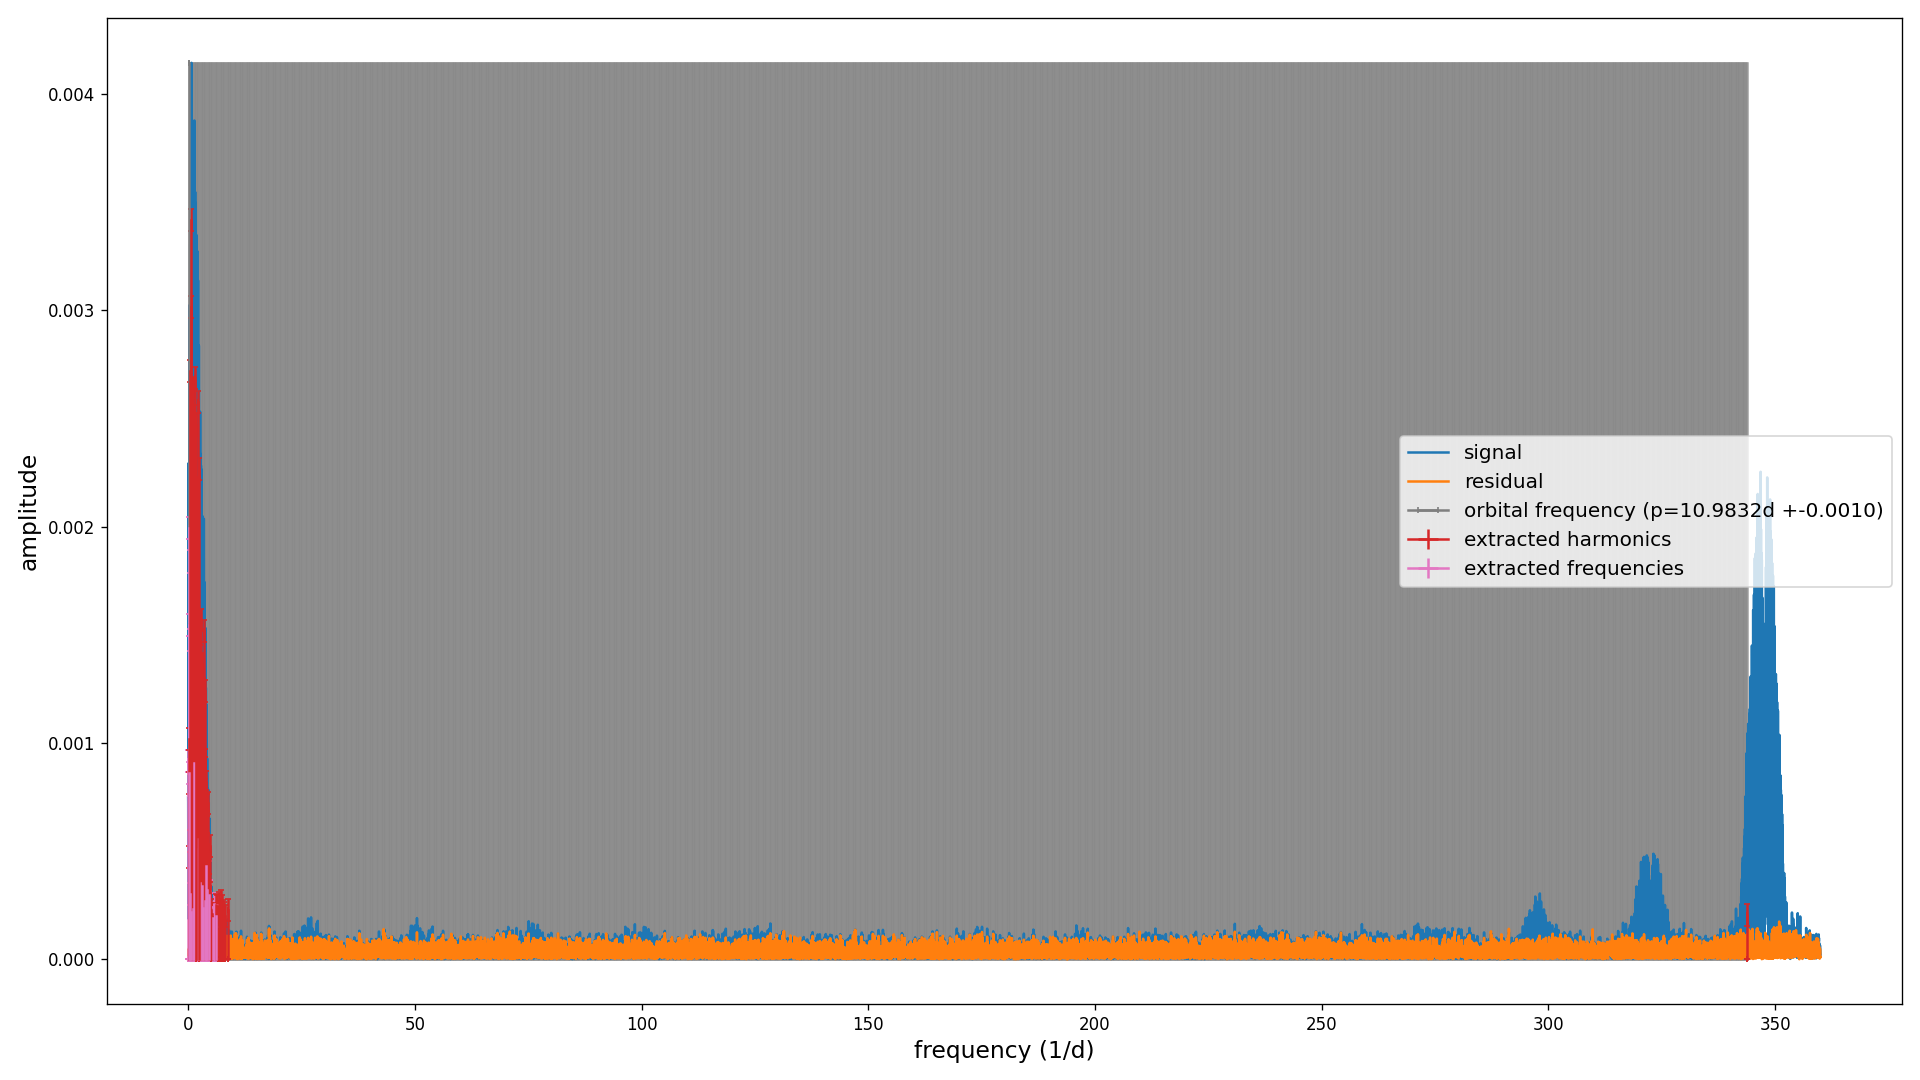 amplitude
0.004
0.003
0.002
0.001
0.000
signal
residual
orbital frequency (p=10.9832d +-0.0010)
extracted harmonics
extracted frequencies
0 50 100 150 200 250 300 350
frequency (1/d)